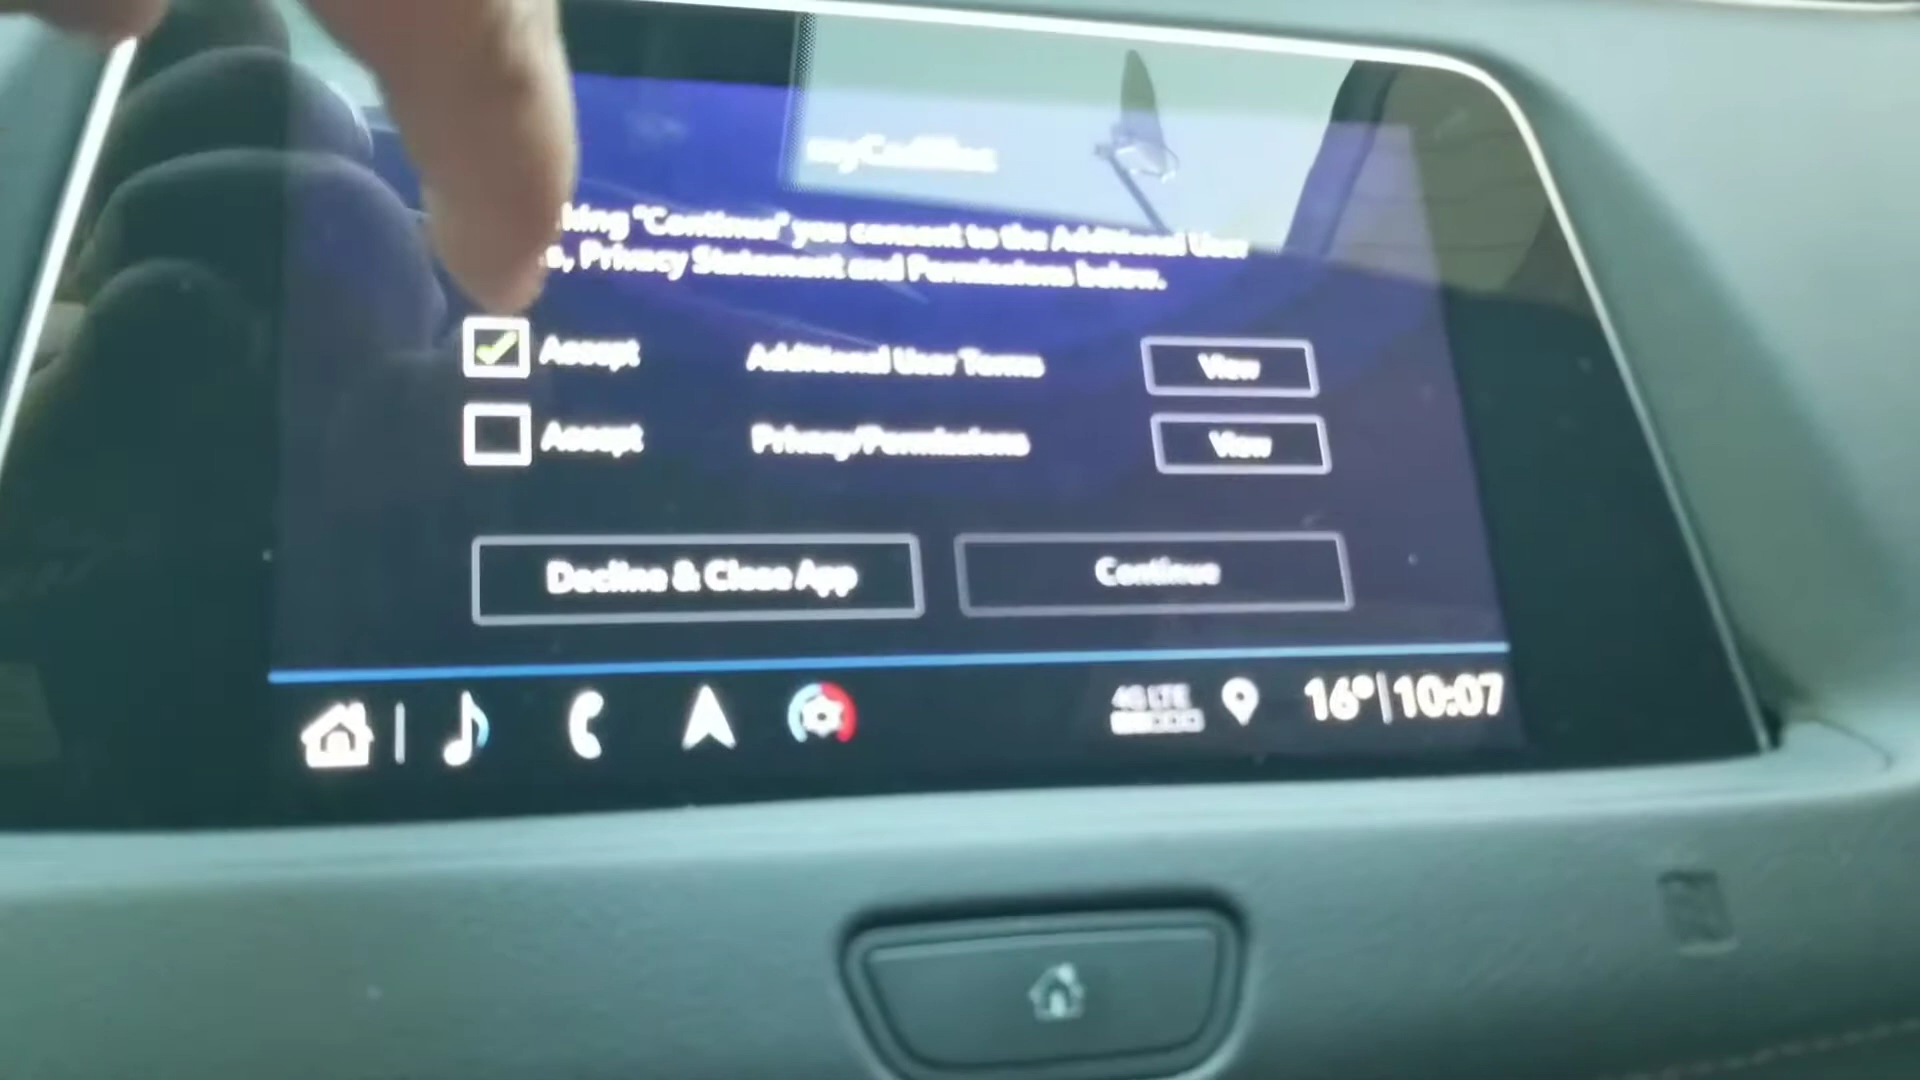 myCadillac
king "Continue" you consent to the Additional User
s, Privacy Statement and Permissions below.
Accept Additional User Terms View
Accept Privacy/Permissions View
Decline & Close App Continue
4G LTE 16° 10:07